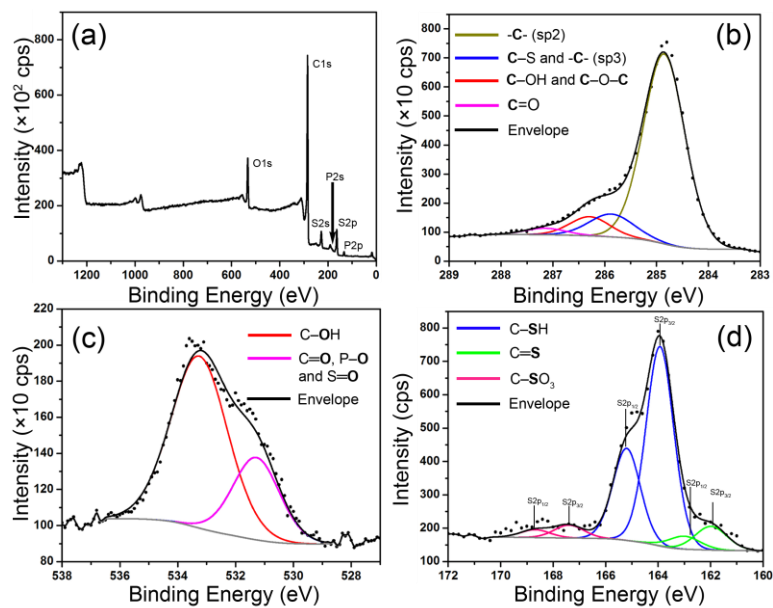 (a)
Intensity (×10² cps)
C1s
O1s
P2s
S2s
S2p
P2p
1200 1000 800 600 400 200 0
Binding Energy (eV)
(b)
Intensity (×10 cps)
800
700
600
500
400
300
200
100
0
-C- (sp2)
C–S and -C- (sp3)
C–OH and C–O–C
C=O
Envelope
289 288 287 286 285 284 283
Binding Energy (eV)
(c)
Intensity (×10 cps)
220
200
180
160
140
120
100
80
C–OH
C=O, P–O
and S=O
Envelope
538 536 534 532 530 528
Binding Energy (eV)
(d)
Intensity (cps)
800
700
600
500
400
300
200
100
C–SH
C=S
C–SO₃
Envelope
S2p₃/₂
S2p₁/₂
S2p₁/₂
S2p₃/₂
S2p₁/₂
S2p₃/₂
172 170 168 166 164 162 160
Binding Energy (eV)